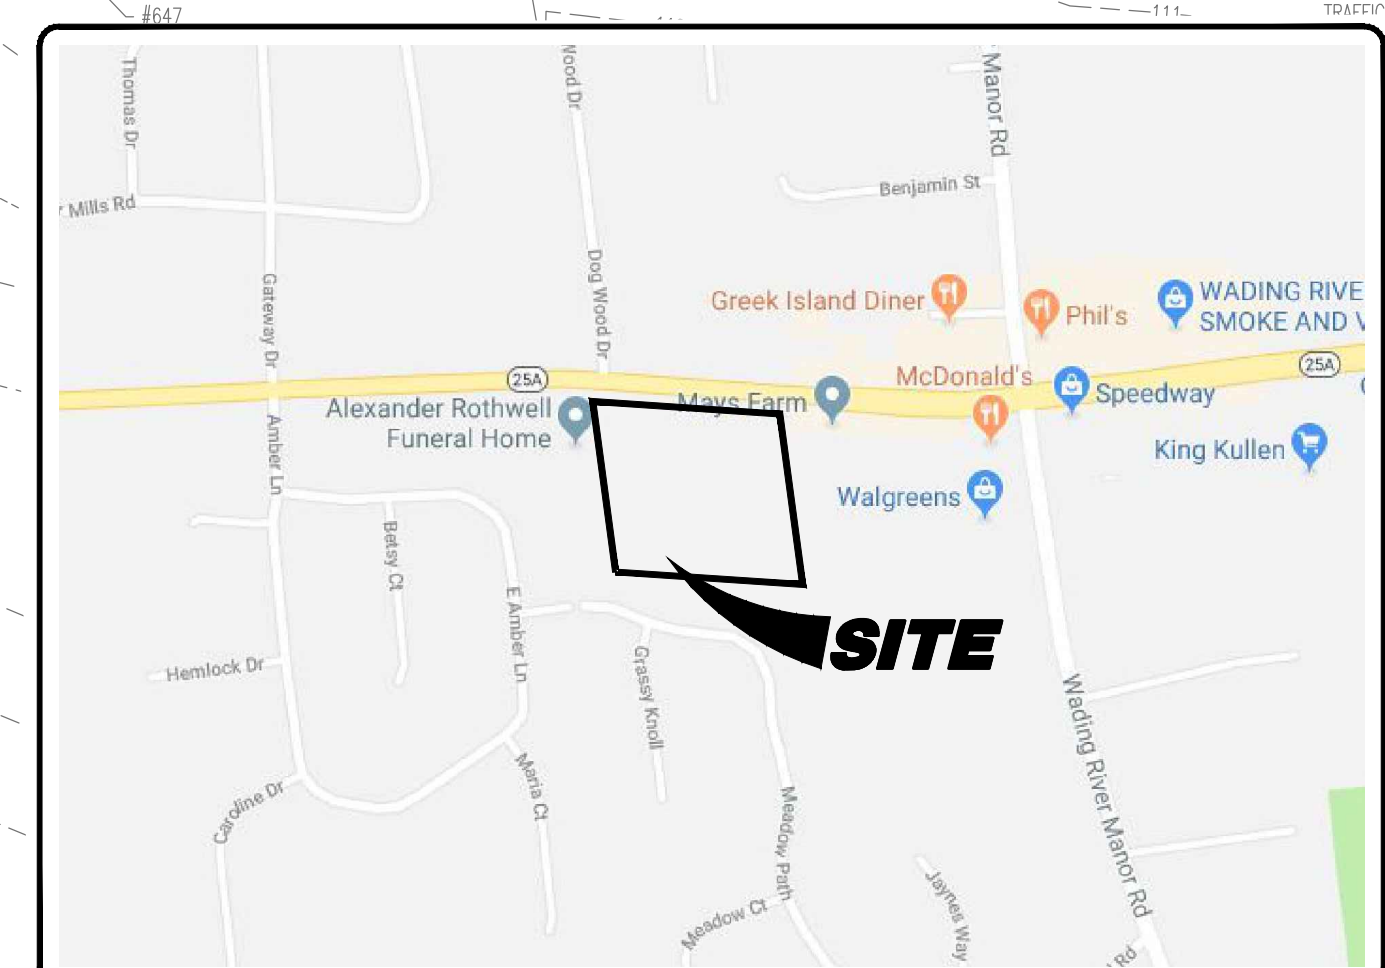 #647
111
TRAFFIC
Thomas Dr
Wood Dr
Manor Rd
Mills Rd
Benjamin St
Gateway Dr
Dog Wood Dr
Greek Island Diner
Phil's
WADING RIVE
SMOKE AND V
25A
25A
McDonald's
Mays Farm
Speedway
Alexander Rothwell
Funeral Home
Amber Ln
King Kullen
Walgreens
Betsy Ct
E Amber Ln
SITE
Hemlock Dr
Grassy Knoll
Wading River Manor Rd
Caroline Dr
Maria Ct
Meadow Path
Meadow Ct
Jaynes Way
Rd